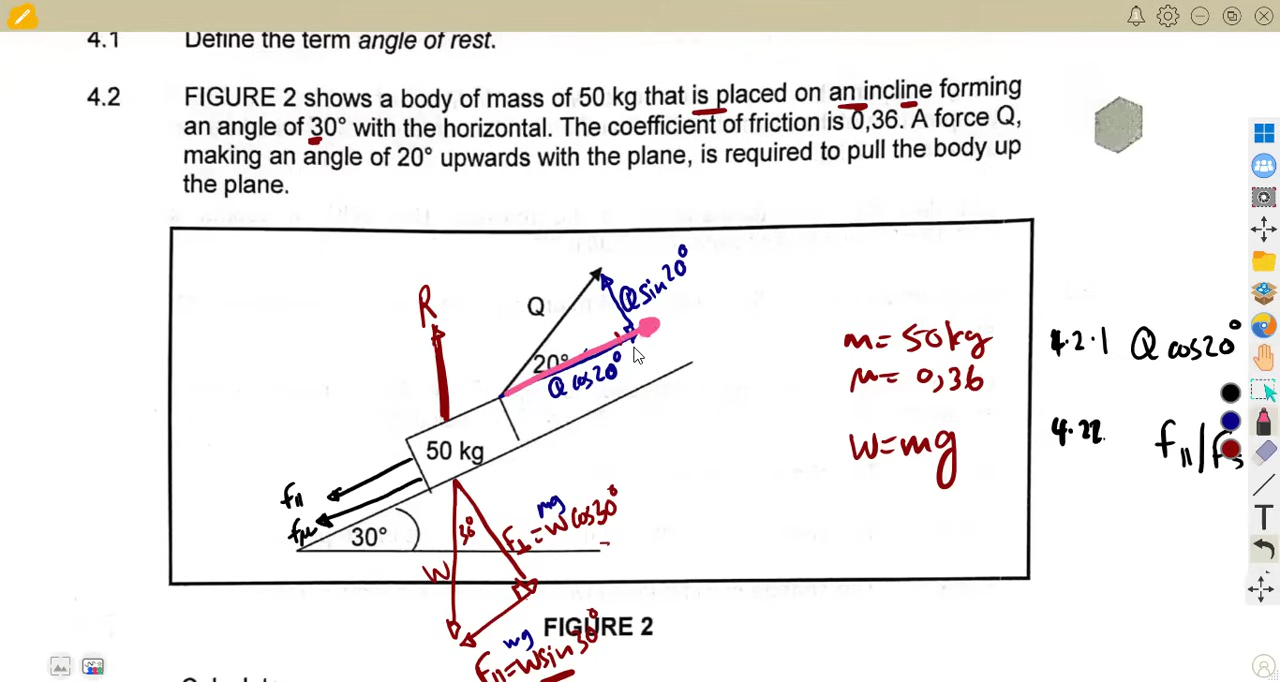 4.1 Define the term angle of rest.
4.2 FIGURE 2 shows a body of mass of 50 kg that is placed on an incline forming
an angle of 30° with the horizontal. The coefficient of friction is 0,36. A force Q,
making an angle of 20° upwards with the plane, is required to pull the body up
the plane.
Q sin 20°
R
Q
20°
Q cos 20°
50 kg
f||
fμ
30°
30°
W
mg
F⊥ = W cos 30°
mg
F|| = W sin 30°
FIGURE 2
m = 50 kg
μ = 0,36
W = mg
4.2.1 Q cos 20°
4.22. f|| / fs
T